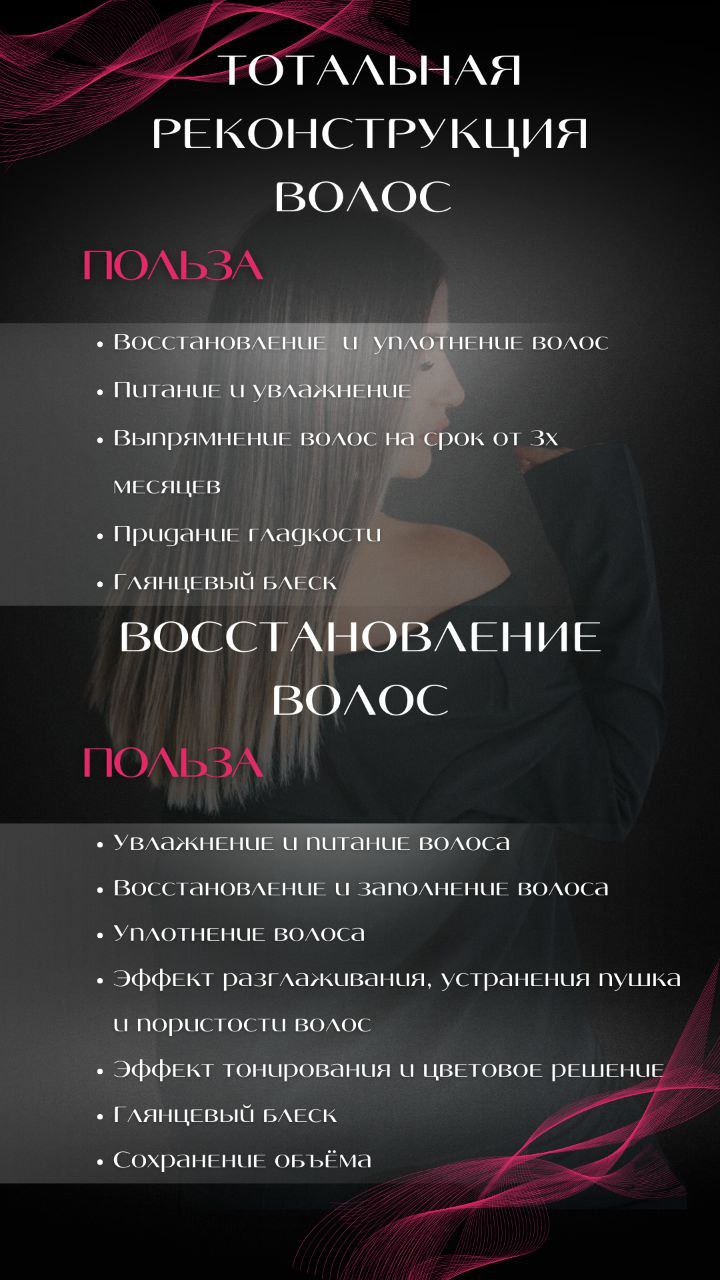 ТОТАЛЬНАЯ
РЕКОНСТРУКЦИЯ
ВОЛОС
ПОЛЬЗА
• Восстановление и уплотнение волос
• Питание и увлажнение
• Выпрямнение волос на срок от 3х
месяцев
• Придание гладкости
• Глянцевый блеск
ВОССТАНОВЛЕНИЕ
ВОЛОС
ПОЛЬЗА
• Увлажнение и питание волоса
• Восстановление и заполнение волоса
• Уплотнение волоса
• Эффект разглаживания, устранения пушка
и пористости волос
• Эффект тонирования и цветовое решение
• Глянцевый блеск
• Сохранение объёма